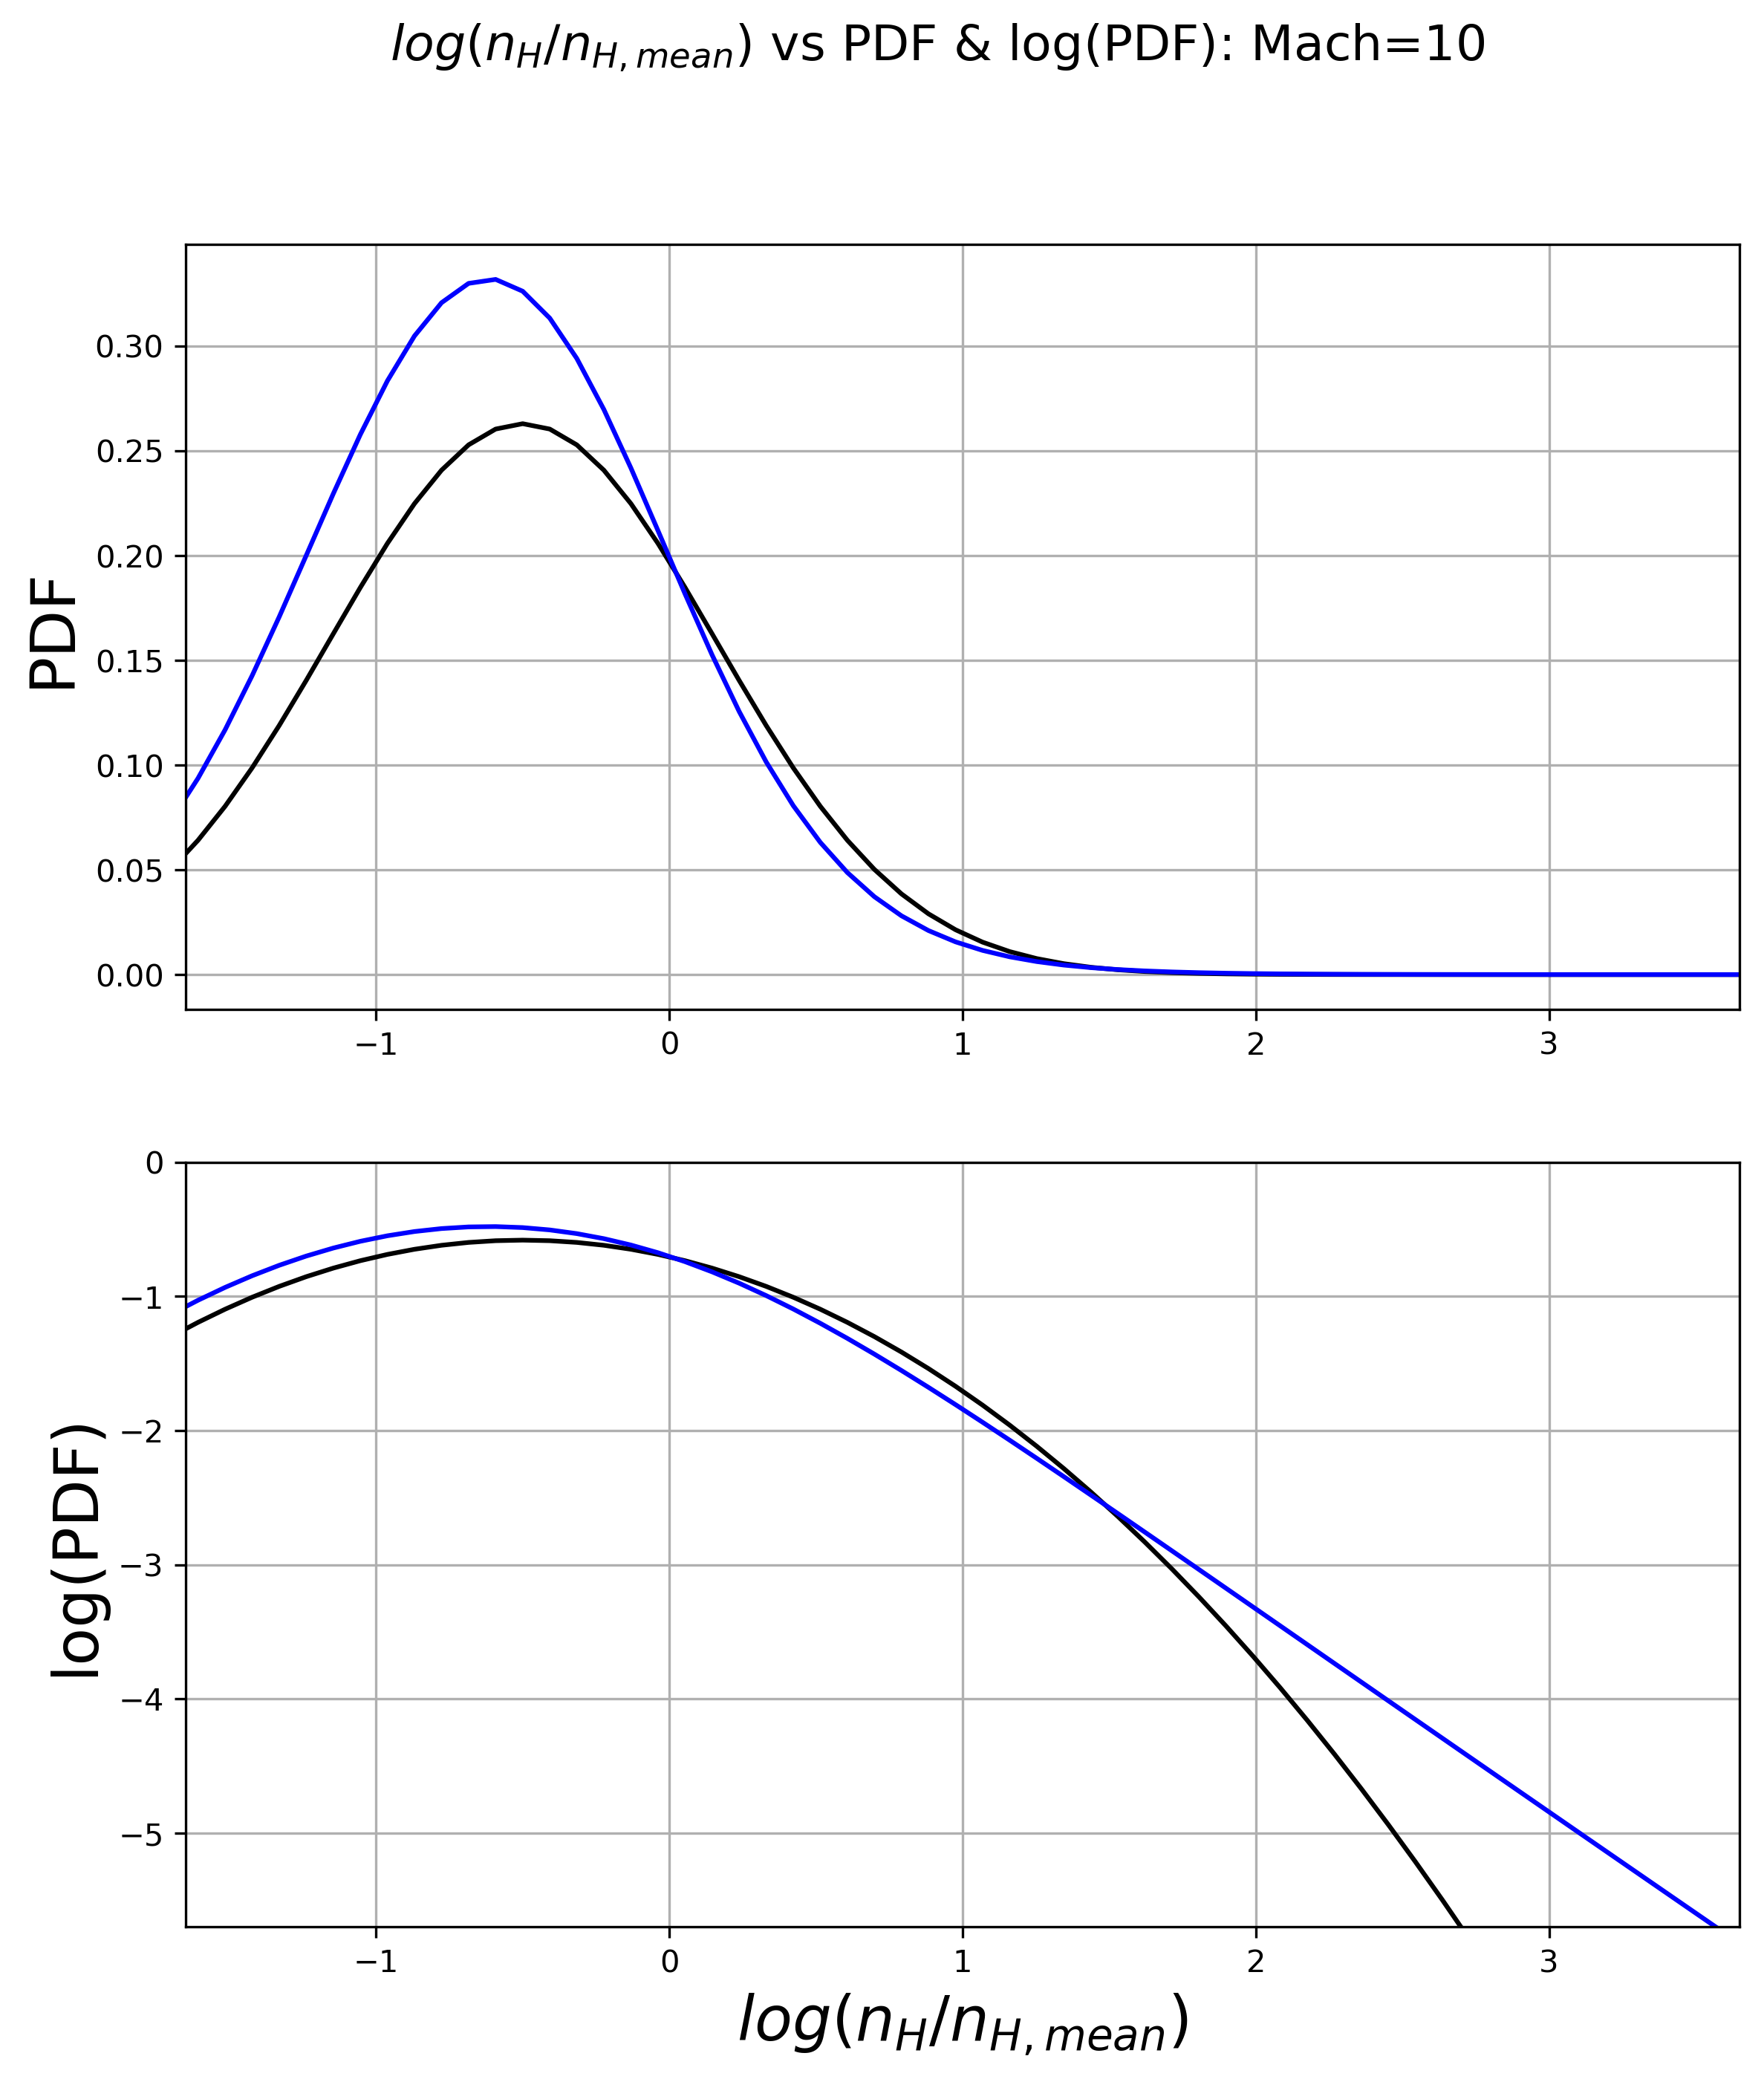 log(n_H/n_{H, mean}) vs PDF & log(PDF): Mach=10
PDF
0.30
0.25
0.20
0.15
0.10
0.05
0.00
−1 0 1 2 3
log(PDF)
0
−1
−2
−3
−4
−5
−1 0 1 2 3
log(n_H/n_{H, mean})